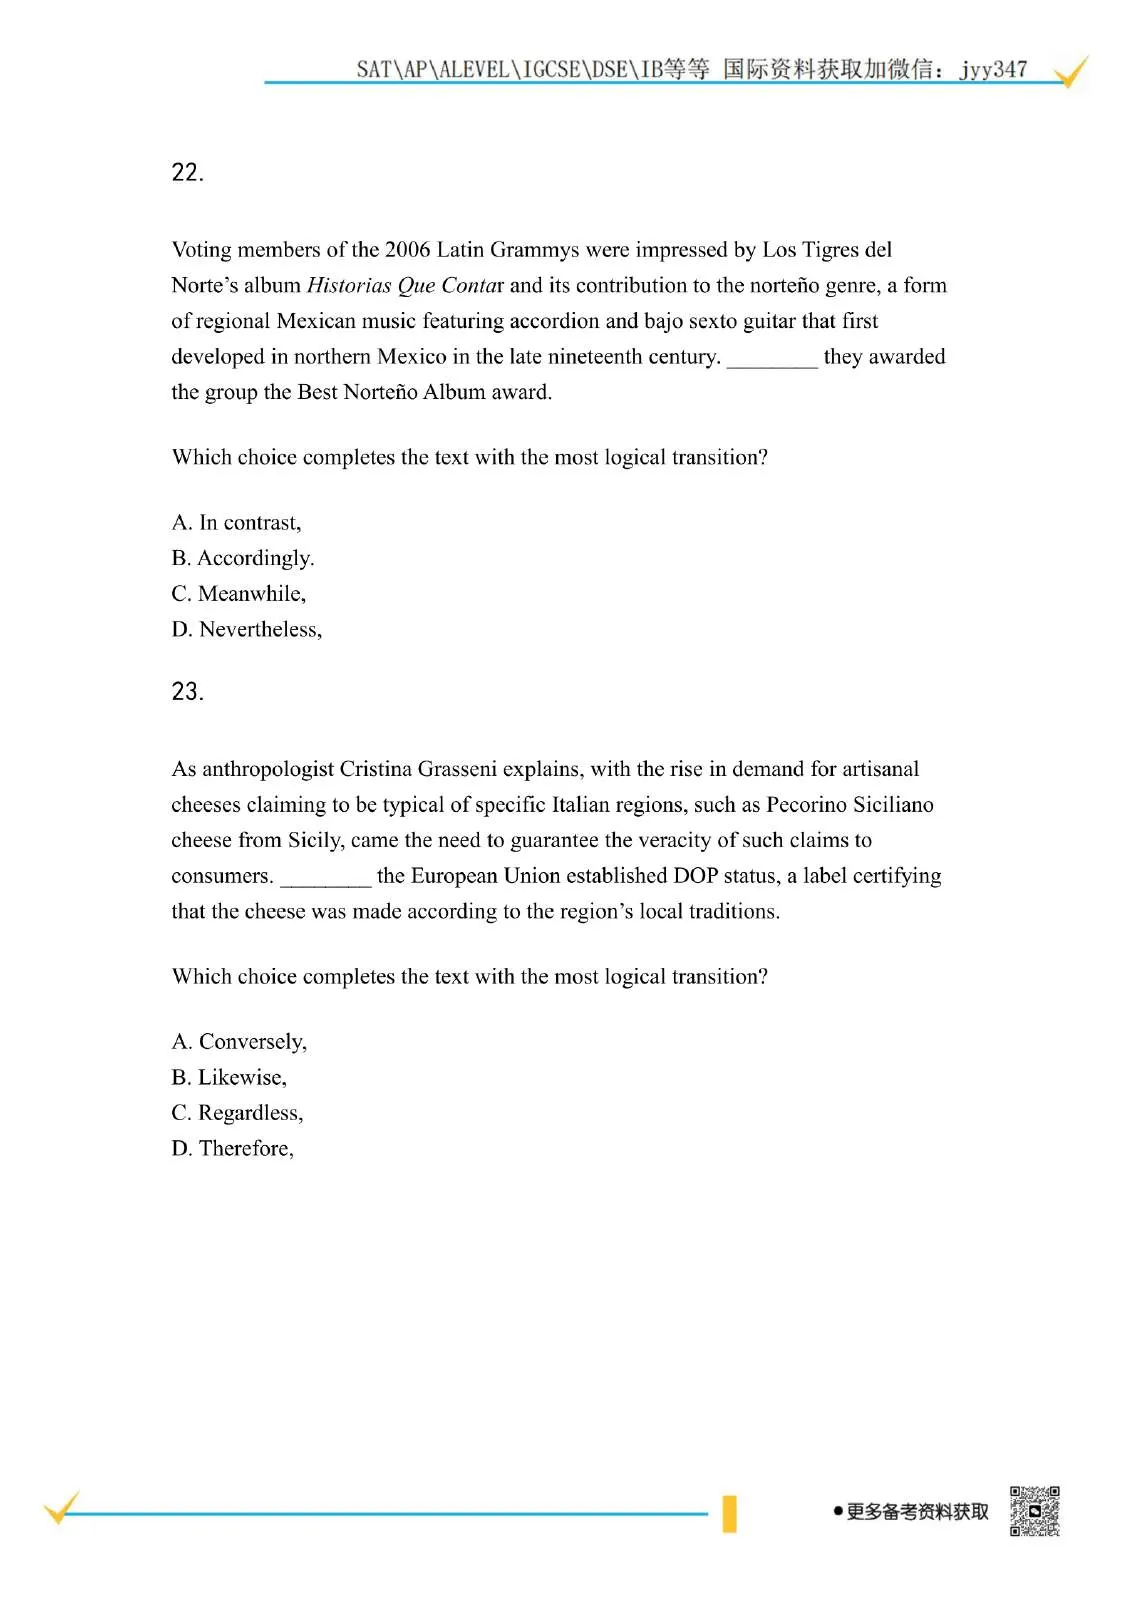 SAT\AP\ALEVEL\IGCSE\DSE\IB等等 国际资料获取加微信：jyy347
22.
Voting members of the 2006 Latin Grammys were impressed by Los Tigres del
Norte’s album Historias Que Contar and its contribution to the norteño genre, a form
of regional Mexican music featuring accordion and bajo sexto guitar that first
developed in northern Mexico in the late nineteenth century. ________ they awarded
the group the Best Norteño Album award.
Which choice completes the text with the most logical transition?
A. In contrast,
B. Accordingly.
C. Meanwhile,
D. Nevertheless,
23.
As anthropologist Cristina Grasseni explains, with the rise in demand for artisanal
cheeses claiming to be typical of specific Italian regions, such as Pecorino Siciliano
cheese from Sicily, came the need to guarantee the veracity of such claims to
consumers. ________ the European Union established DOP status, a label certifying
that the cheese was made according to the region’s local traditions.
Which choice completes the text with the most logical transition?
A. Conversely,
B. Likewise,
C. Regardless,
D. Therefore,
●更多备考资料获取